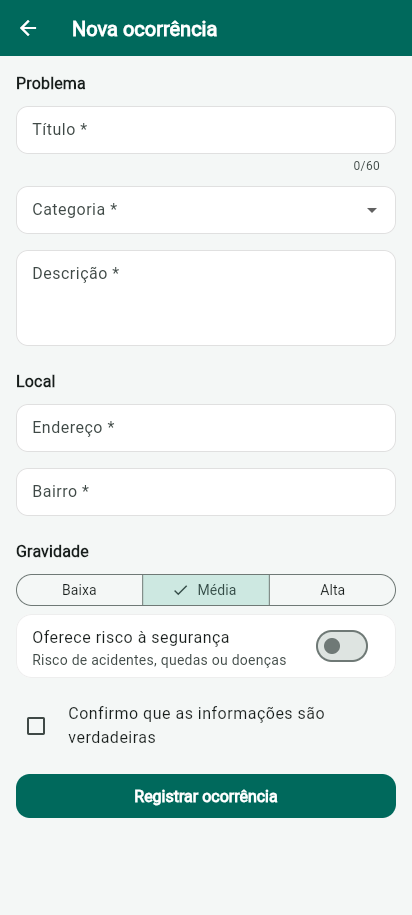 Nova ocorrência
Problema
Título *
0/60
Categoria *
Descrição *
Local
Endereço *
Bairro *
Gravidade
Baixa
Média
Alta
Oferece risco à segurança
Risco de acidentes, quedas ou doenças
Confirmo que as informações são
verdadeiras
Registrar ocorrência